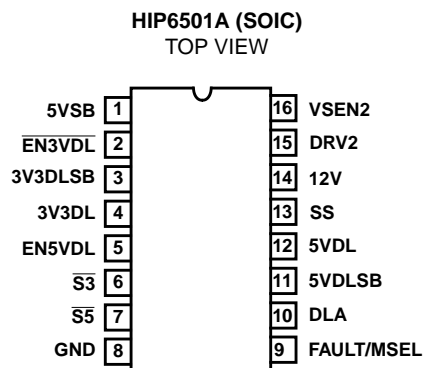 HIP6501A (SOIC)
TOP VIEW
5VSB 1 16 VSEN2
EN3VDL 2 15 DRV2
3V3DLSB 3 14 12V
3V3DL 4 13 SS
EN5VDL 5 12 5VDL
S3 6 11 5VDLSB
S5 7 10 DLA
GND 8 9 FAULT/MSEL